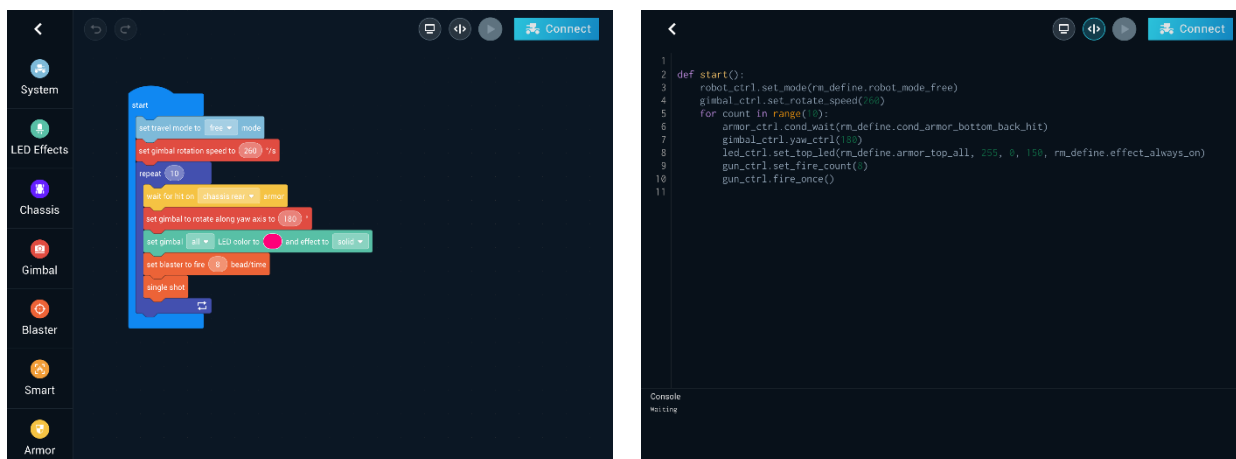 Connect
System
LED Effects
Chassis
Gimbal
Blaster
Smart
Armor
start
set travel mode to free mode
set gimbal rotation speed to 260 °/s
repeat 10
wait for hit on chassis rear armor
set gimbal to rotate along yaw axis to 180 °
set gimbal all LED color to and effect to solid
set blaster to fire 8 bead/time
single shot
Connect
1
2 def start():
3 robot_ctrl.set_mode(rm_define.robot_mode_free)
4 gimbal_ctrl.set_rotate_speed(260)
5 for count in range(10):
6 armor_ctrl.cond_wait(rm_define.cond_armor_bottom_back_hit)
7 gimbal_ctrl.yaw_ctrl(180)
8 led_ctrl.set_top_led(rm_define.armor_top_all, 255, 0, 150, rm_define.effect_always_on)
9 gun_ctrl.set_fire_count(8)
10 gun_ctrl.fire_once()
11
Console
Waiting